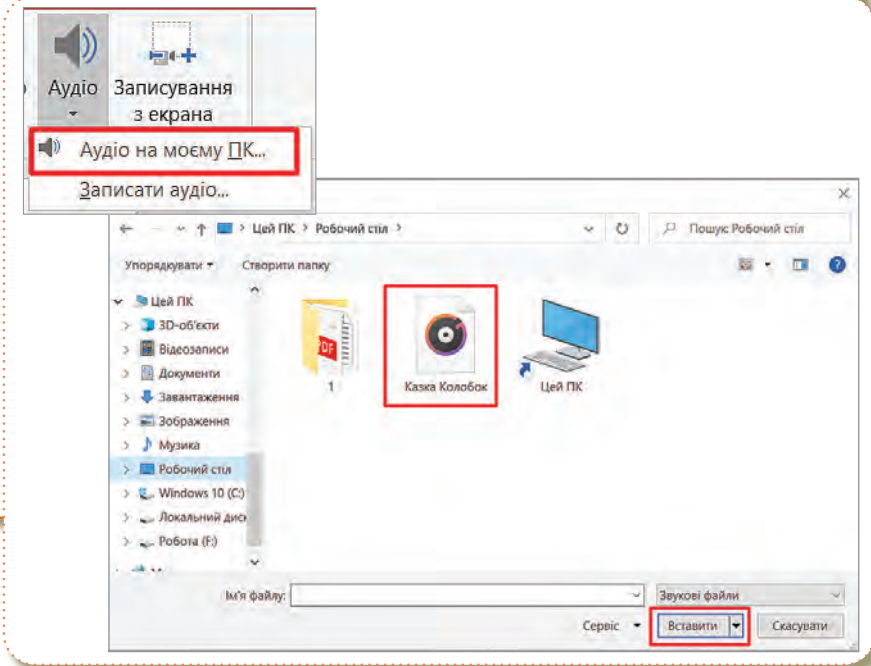 Аудіо
Записування
з екрана
Аудіо на моєму ПК...
Записати аудіо...
Цей ПК > Робочий стіл >
Пошук: Робочий стіл
Упорядкувати
Створити папку
Цей ПК
3D-об'єкти
Відеозаписи
Документи
Завантаження
Зображення
Музика
Робочий стіл
Windows 10 (C:)
Локальний диск
Робота (F:)
PDF
1
Казка Колобок
Цей ПК
Ім'я файлу:
Звукові файли
Сервіс
Вставити
Скасувати